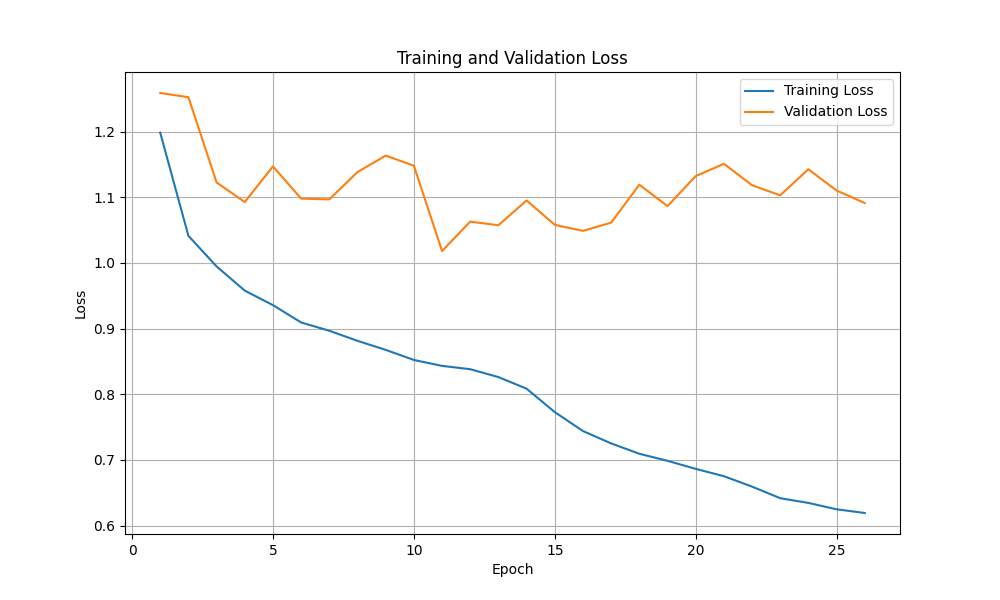 Training and Validation Loss
Training Loss
Validation Loss
1.2
1.1
1.0
0.9
0.8
0.7
0.6
Loss
0 5 10 15 20 25
Epoch